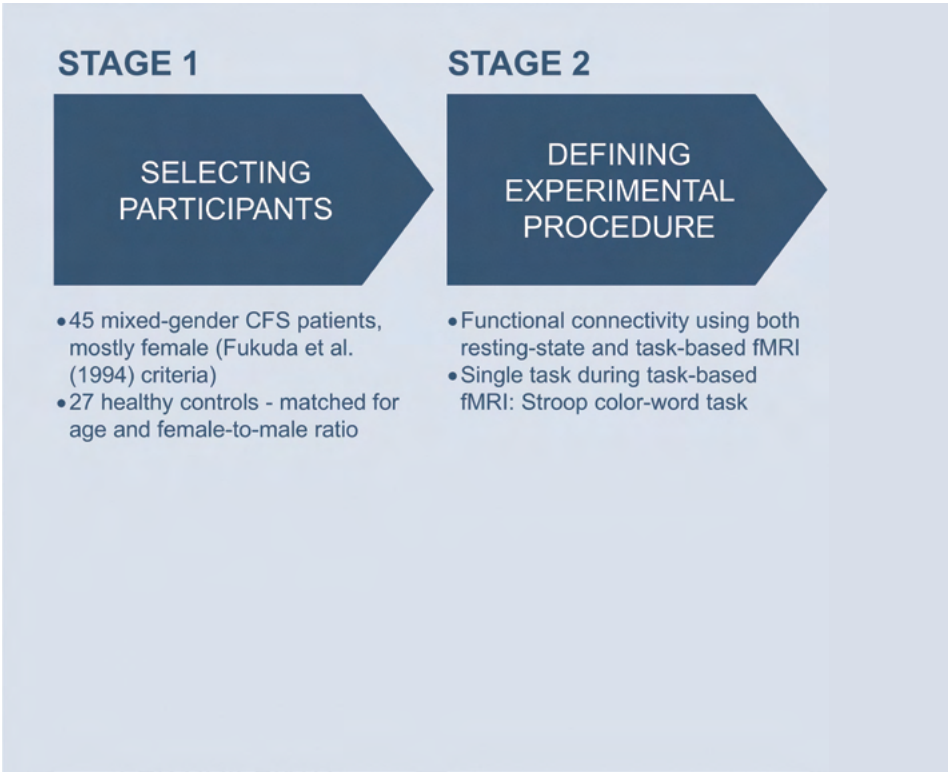 STAGE 1
SELECTING
PARTICIPANTS
•45 mixed-gender CFS patients,
mostly female (Fukuda et al.
(1994) criteria)
•27 healthy controls - matched for
age and female-to-male ratio
STAGE 2
DEFINING
EXPERIMENTAL
PROCEDURE
•Functional connectivity using both
resting-state and task-based fMRI
•Single task during task-based
fMRI: Stroop color-word task